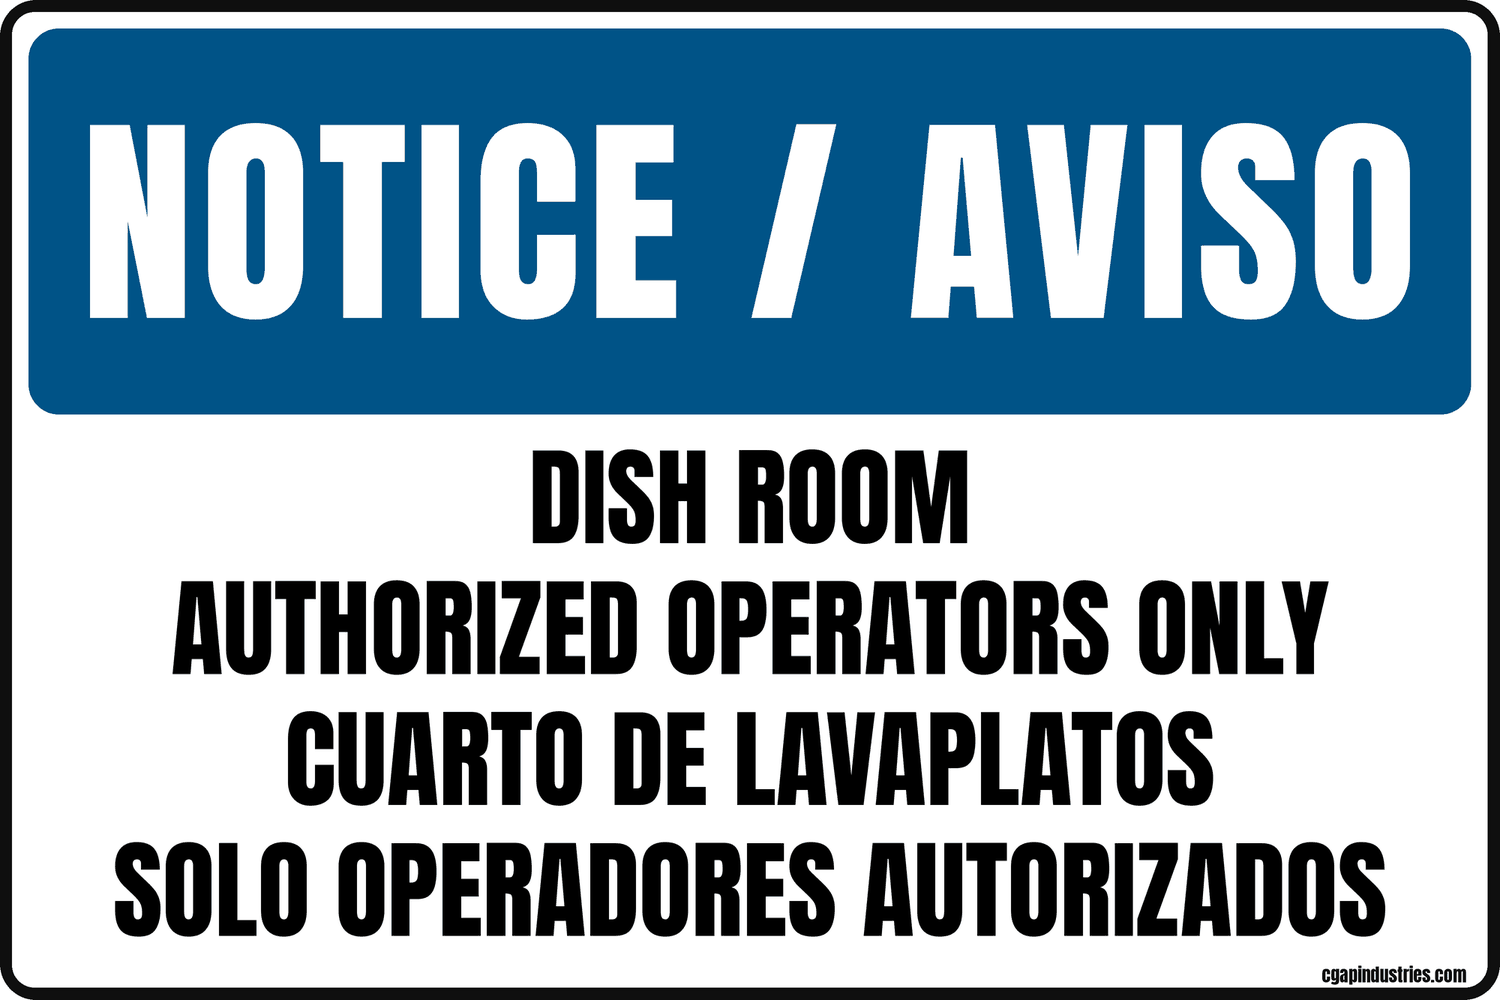 NOTICE / AVISO
DISH ROOM
AUTHORIZED OPERATORS ONLY
CUARTO DE LAVAPLATOS
SOLO OPERADORES AUTORIZADOS
cgapindustries.com